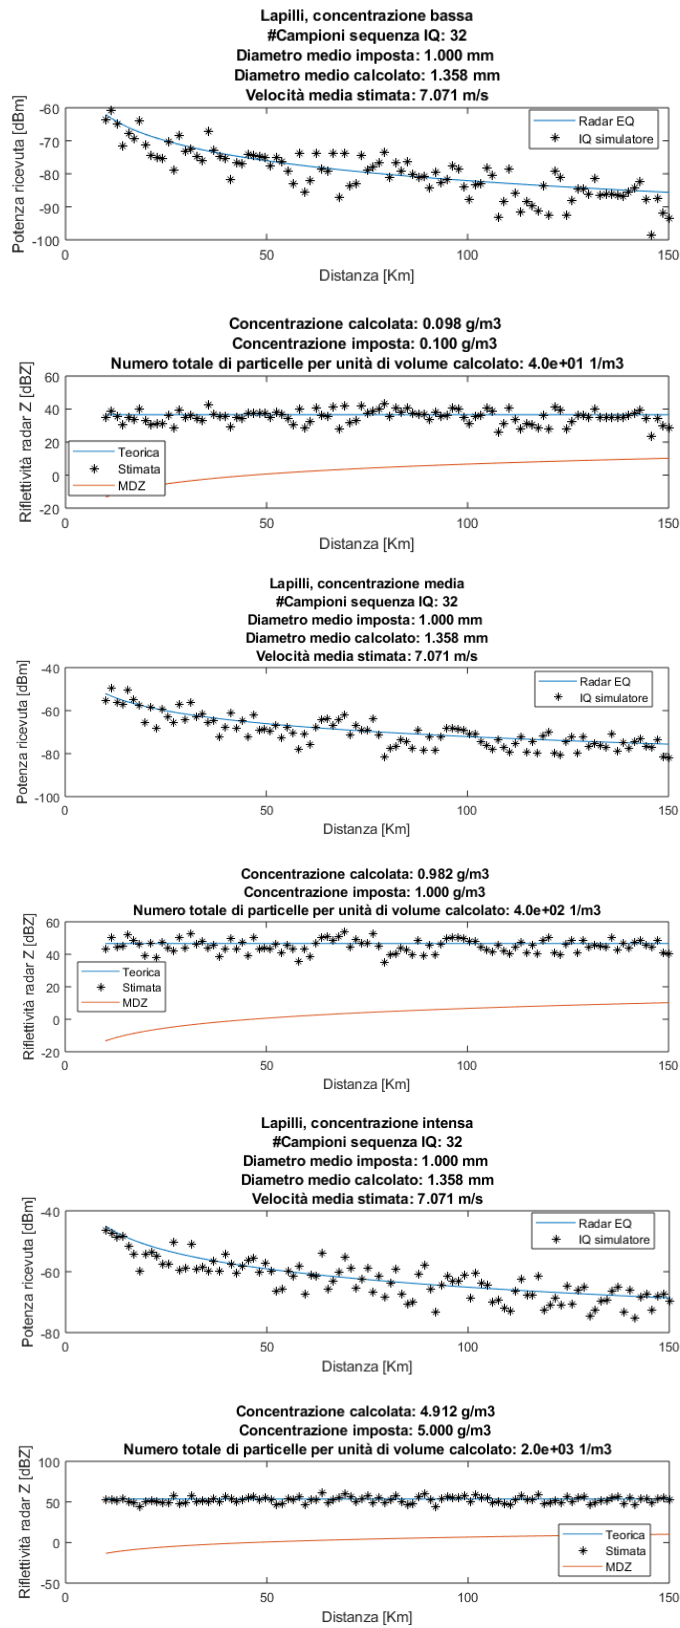 Lapilli, concentrazione bassa
#Campioni sequenza IQ: 32
Diametro medio imposta: 1.000 mm
Diametro medio calcolato: 1.358 mm
Velocità media stimata: 7.071 m/s
Potenza ricevuta [dBm]
-60
-70
-80
-90
-100
Radar EQ
IQ simulatore
0
50
100
150
Distanza [Km]
Concentrazione calcolata: 0.098 g/m3
Concentrazione imposta: 0.100 g/m3
Numero totale di particelle per unità di volume calcolato: 4.0e+01 1/m3
Riflettività radar Z [dBZ]
60
40
20
0
-20
Teorica
Stimata
MDZ
0
50
100
150
Distanza [Km]
Lapilli, concentrazione media
#Campioni sequenza IQ: 32
Diametro medio imposta: 1.000 mm
Diametro medio calcolato: 1.358 mm
Velocità media stimata: 7.071 m/s
Potenza ricevuta [dBm]
-40
-60
-80
-100
Radar EQ
IQ simulatore
0
50
100
150
Distanza [Km]
Concentrazione calcolata: 0.982 g/m3
Concentrazione imposta: 1.000 g/m3
Numero totale di particelle per unità di volume calcolato: 4.0e+02 1/m3
Riflettività radar Z [dBZ]
60
40
20
0
-20
Teorica
Stimata
MDZ
0
50
100
150
Distanza [Km]
Lapilli, concentrazione intensa
#Campioni sequenza IQ: 32
Diametro medio imposta: 1.000 mm
Diametro medio calcolato: 1.358 mm
Velocità media stimata: 7.071 m/s
Potenza ricevuta [dBm]
-40
-60
-80
Radar EQ
IQ simulatore
0
50
100
150
Distanza [Km]
Concentrazione calcolata: 4.912 g/m3
Concentrazione imposta: 5.000 g/m3
Numero totale di particelle per unità di volume calcolato: 2.0e+03 1/m3
Riflettività radar Z [dBZ]
100
50
0
-50
Teorica
Stimata
MDZ
0
50
100
150
Distanza [Km]